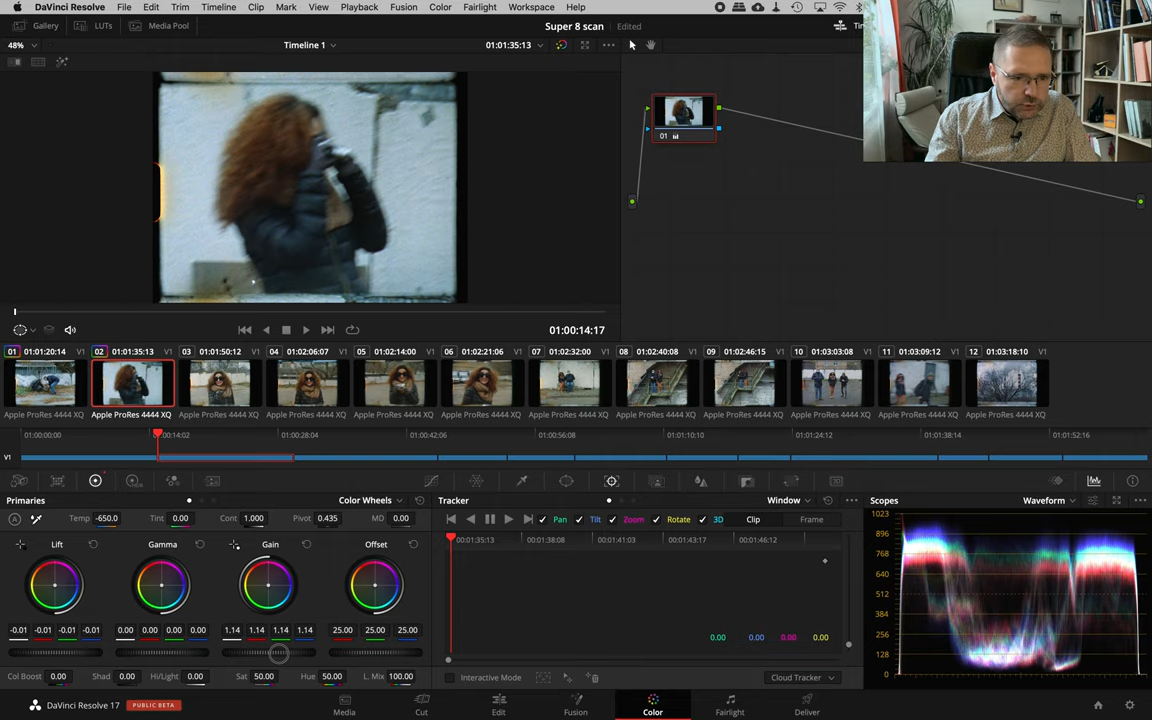 DaVinci Resolve File Edit Trim Timeline Clip Mark View Playback Fusion Color Fairlight Workspace Help
Gallery LUTs Media Pool Super 8 scan Edited
48% Timeline 1 01:01:35:13
01
01:00:14:17
01 01:01:20:14 V1 02 01:01:35:13 V1 03 01:01:50:12 V1 04 01:02:06:07 V1 05 01:02:14:00 V1 06 01:02:21:06 V1 07 01:02:32:00 V1 08 01:02:40:08 V1 09 01:02:46:15 V1 10 01:03:03:08 V1 11 01:03:09:12 V1 12 01:03:18:10 V1
Apple ProRes 4444 XQ Apple ProRes 4444 XQ Apple ProRes 4444 XQ Apple ProRes 4444 XQ Apple ProRes 4444 XQ Apple ProRes 4444 XQ Apple ProRes 4444 XQ Apple ProRes 4444 XQ Apple ProRes 4444 XQ Apple ProRes 4444 XQ Apple ProRes 4444 XQ Apple ProRes 4444 XQ
01:00:00:00 01:00:28:04 01:00:42:06 01:00:56:08 01:01:10:10 01:01:24:12 01:01:38:14 01:01:52:16
V1
Primaries Color Wheels Tracker Window Scopes Waveform
A Temp -650.0 Tint 0.00 Cont 1.000 Pivot 0.435 MD 0.00 Pan Tilt Zoom Rotate 3D Clip Frame
Lift Gamma Gain Offset
00:01:35:13 00:01:38:08 00:01:41:03 00:01:43:17 00:01:46:12
-0.01 -0.01 -0.01 -0.01 0.00 0.00 0.00 0.00 1.14 1.14 1.14 1.14 25.00 25.00 25.00
0.00 0.00 0.00 0.00
1023
896
768
640
512
384
256
128
0
Col Boost 0.00 Shad 0.00 Hi/Light 0.00 Sat 50.00 Hue 50.00 L. Mix 100.00 Interactive Mode Cloud Tracker
DaVinci Resolve 17 PUBLIC BETA Media Cut Edit Fusion Color Fairlight Deliver